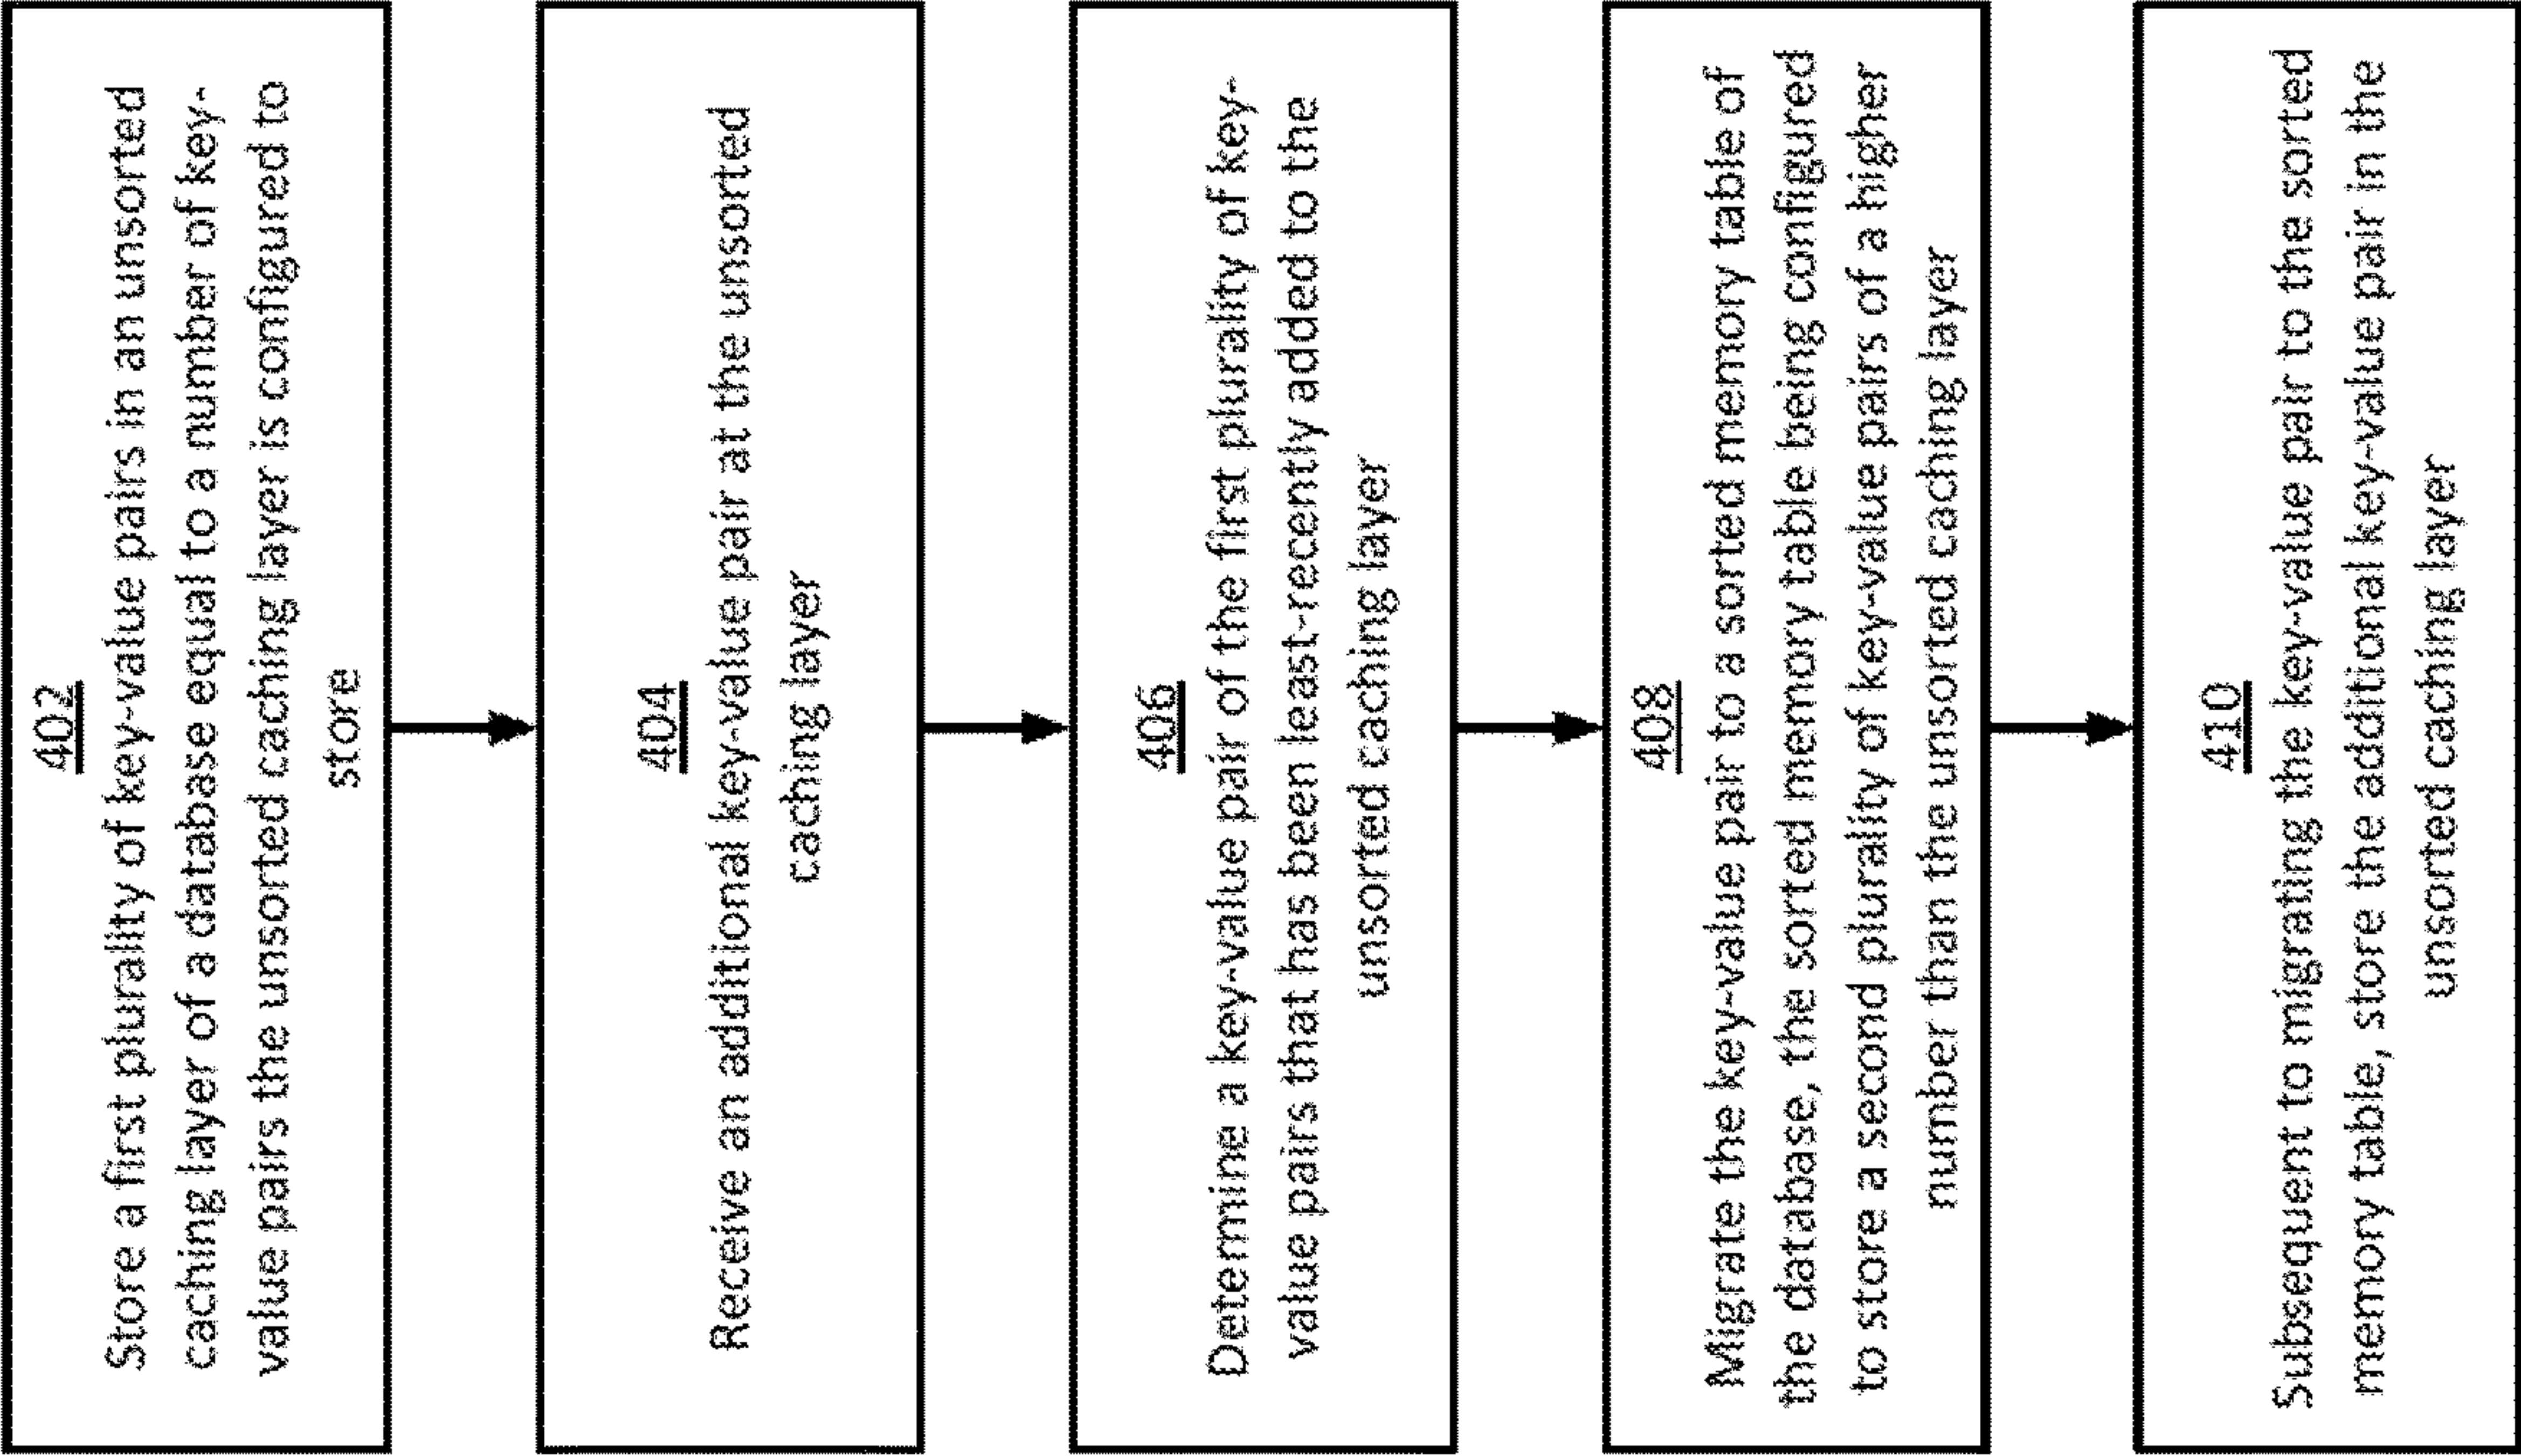 402
Store a first plurality of key-value pairs in an unsorted
caching layer of a database equal to a number of key-
value pairs the unsorted caching layer is configured to
store
404
Receive an additional key-value pair at the unsorted
caching layer
406
Determine a key-value pair of the first plurality of key-
value pairs that has been least-recently added to the
unsorted caching layer
408
Migrate the key-value pair to a sorted memory table of
the database, the sorted memory table being configured
to store a second plurality of key-value pairs of a higher
number than the unsorted caching layer
410
Subsequent to migrating the key-value pair to the sorted
memory table, store the additional key-value pair in the
unsorted caching layer